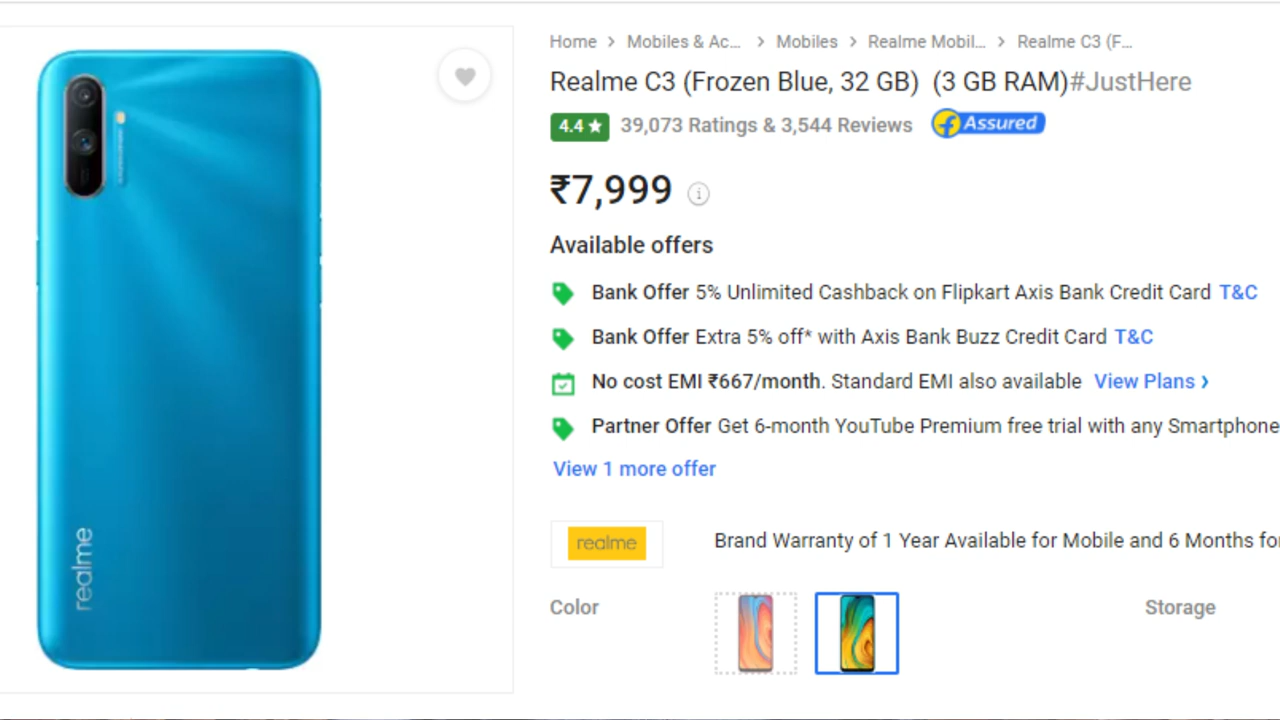 Home > Mobiles & Ac... > Mobiles > Realme Mobil... > Realme C3 (F...
Realme C3 (Frozen Blue, 32 GB) (3 GB RAM)#JustHere
4.4 ★ 39,073 Ratings & 3,544 Reviews f Assured
₹7,999
Available offers
Bank Offer 5% Unlimited Cashback on Flipkart Axis Bank Credit Card T&C
Bank Offer Extra 5% off* with Axis Bank Buzz Credit Card T&C
No cost EMI ₹667/month. Standard EMI also available View Plans >
Partner Offer Get 6-month YouTube Premium free trial with any Smartphone
View 1 more offer
realme
realme Brand Warranty of 1 Year Available for Mobile and 6 Months fo
Color Storage